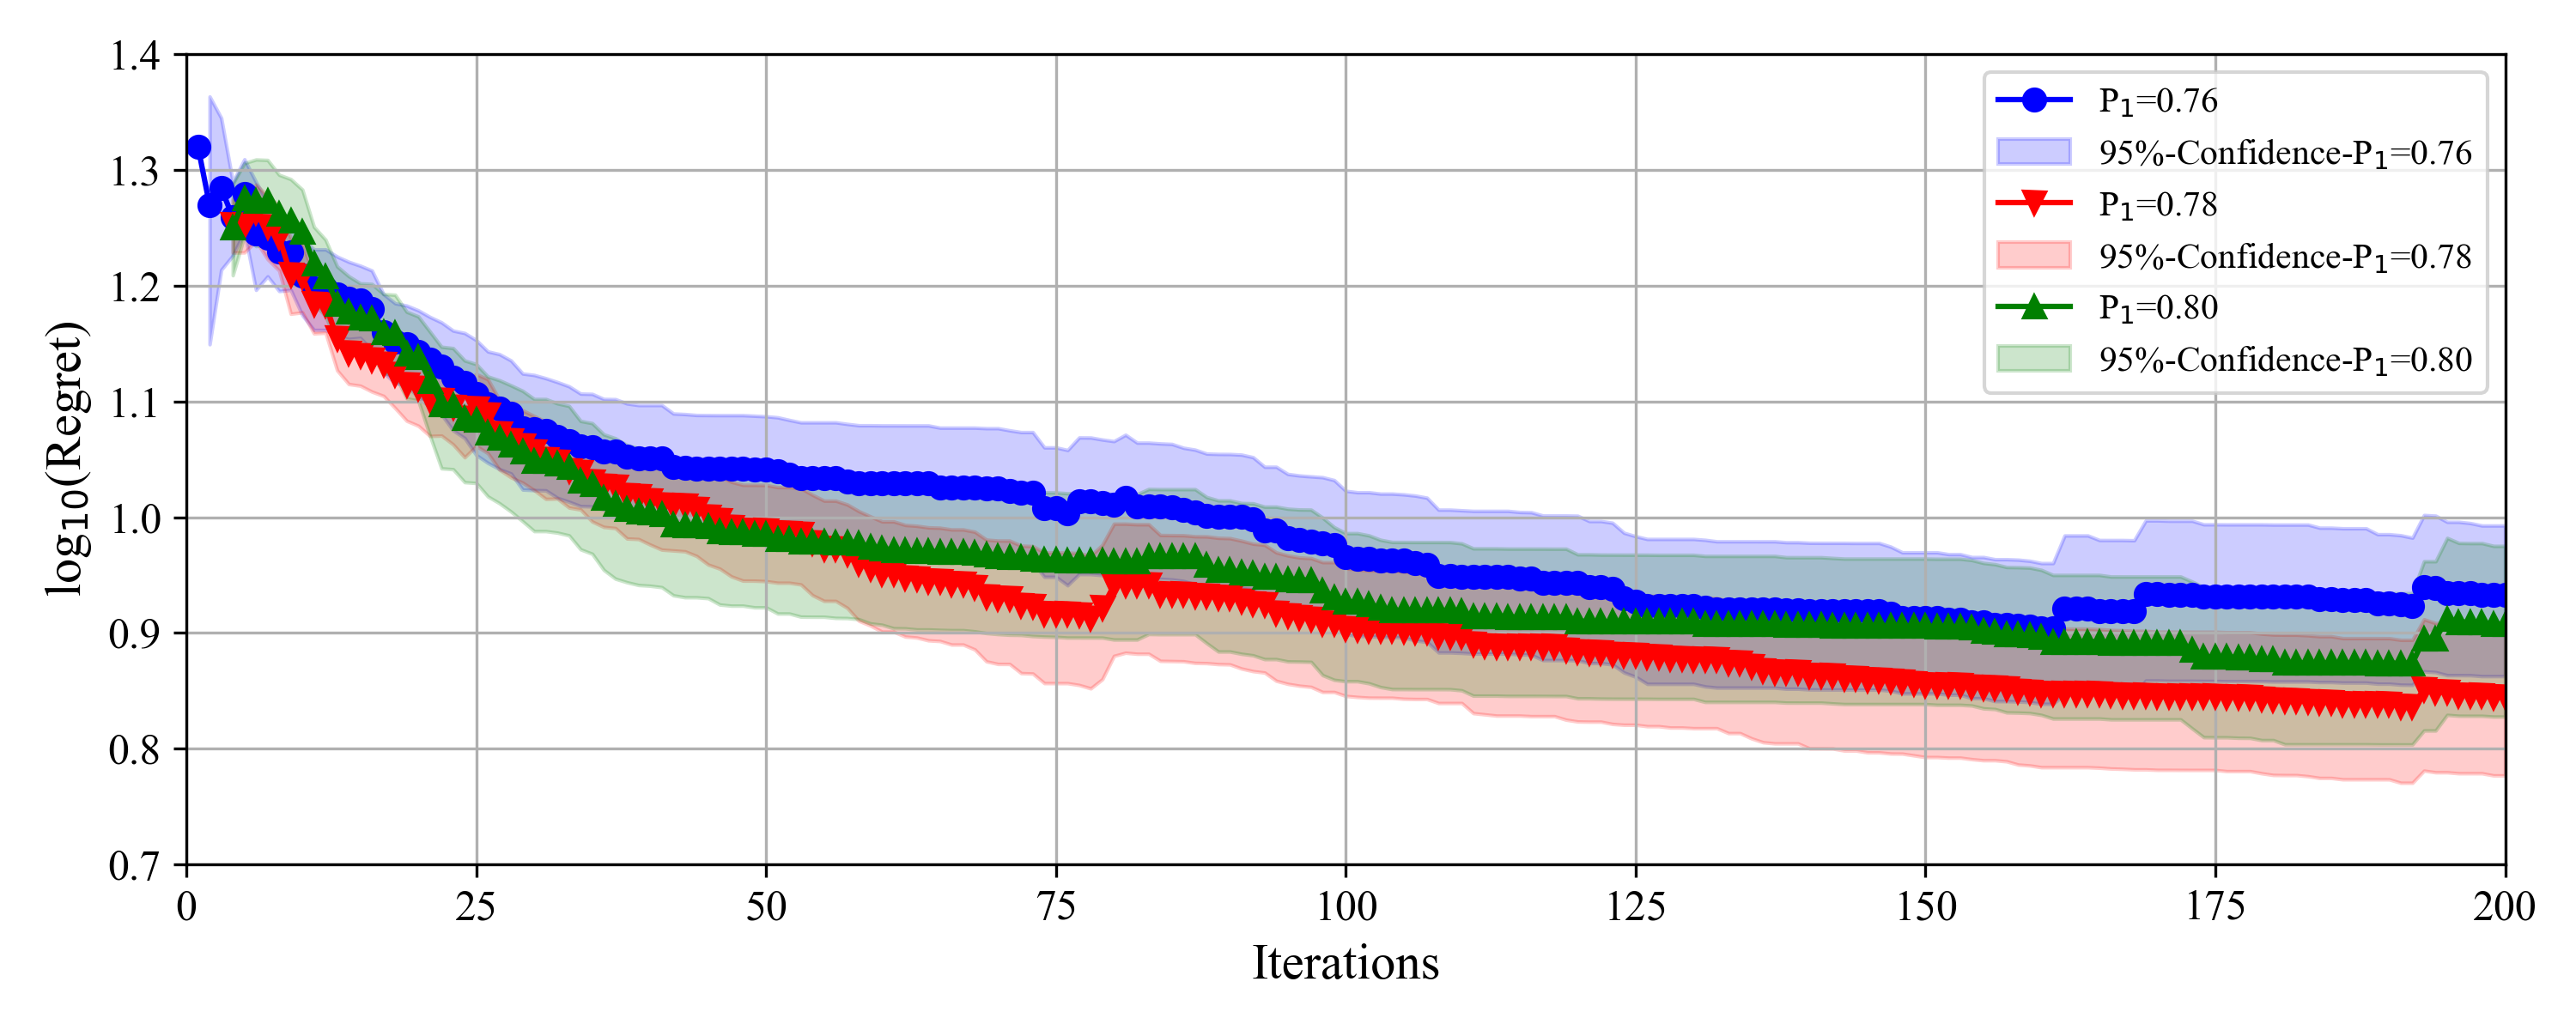 1.4
1.3
1.2
1.1
1.0
0.9
0.8
0.7
log₁₀(Regret)
0 25 50 75 100 125 150 175 200
Iterations
P₁=0.76
95%-Confidence-P₁=0.76
P₁=0.78
95%-Confidence-P₁=0.78
P₁=0.80
95%-Confidence-P₁=0.80